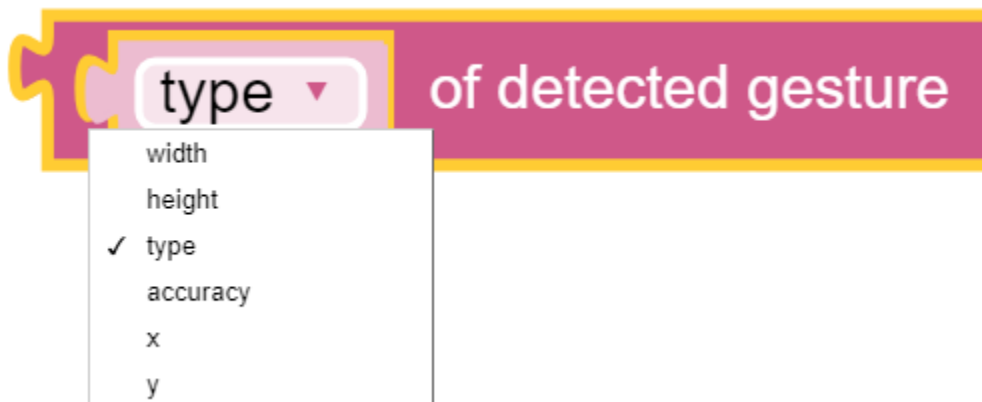 type ▼ of detected gesture
width
height
✓ type
accuracy
x
y